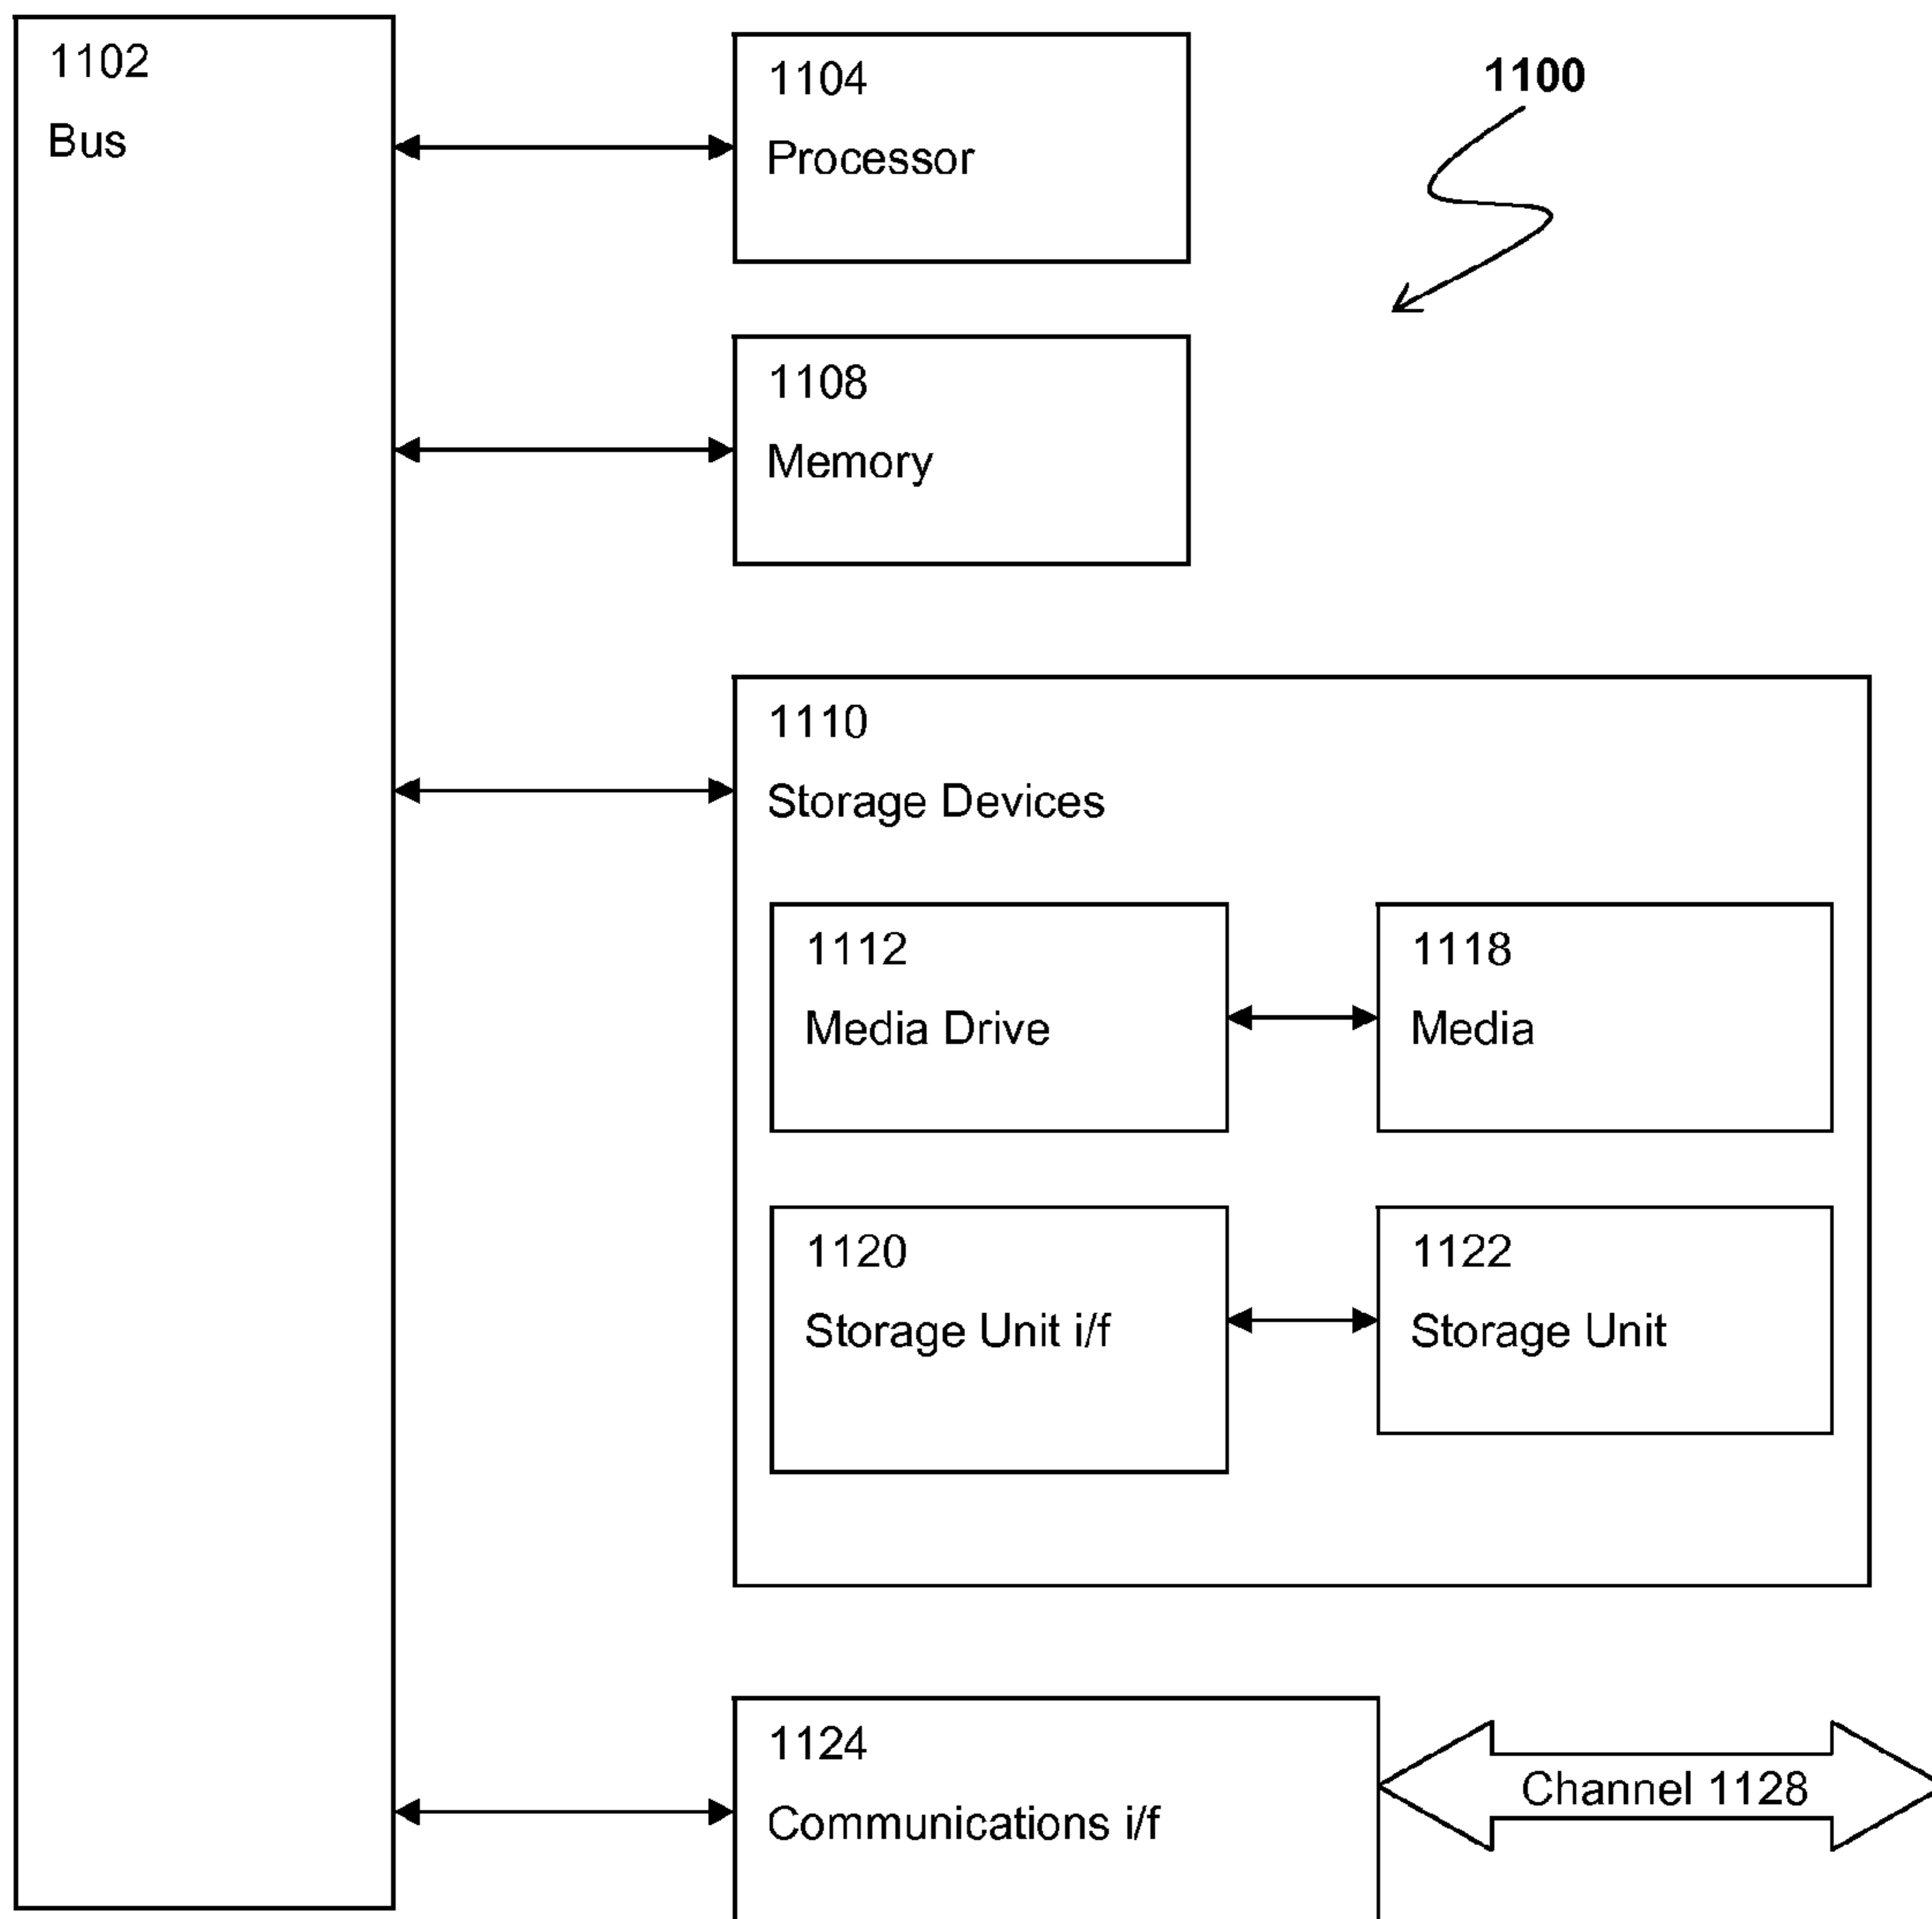 1102
Bus
1104
Processor
1100
1108
Memory
1110
Storage Devices
1112
Media Drive
1118
Media
1120
Storage Unit i/f
1122
Storage Unit
1124
Communications i/f
Channel 1128